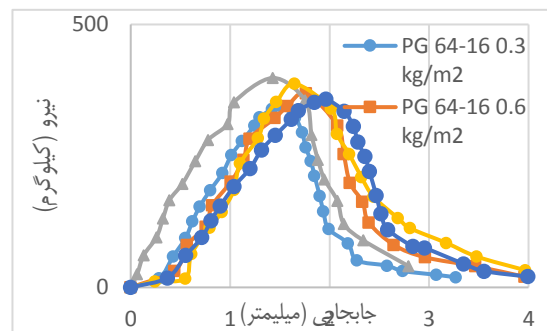 500
PG 64-16 0.3
kg/m2
PG 64-16 0.6
kg/m2
نیرو (کیلوگرم)
0
0 1 2 3 4
جابجایی (میلیمتر)